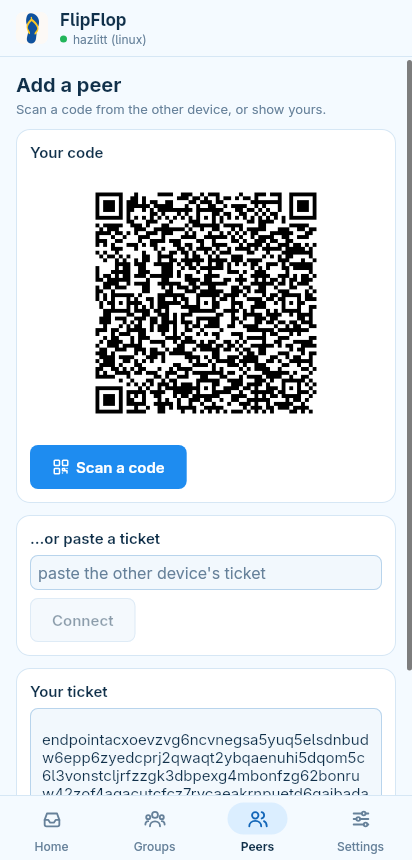 FlipFlop
hazlitt (linux)
Add a peer
Scan a code from the other device, or show yours.
Your code
Scan a code
...or paste a ticket
paste the other device's ticket
Connect
Your ticket
endpointacxoevzvg6ncvnegsa5yuq5elsdnbud
w6epp6zyedcprj2qwaqt2ybqaenuhi5dqom5c
6l3vonstcljrfzzgk3dbpexg4mbonfzg62bonru
Home
Groups
Peers
Settings